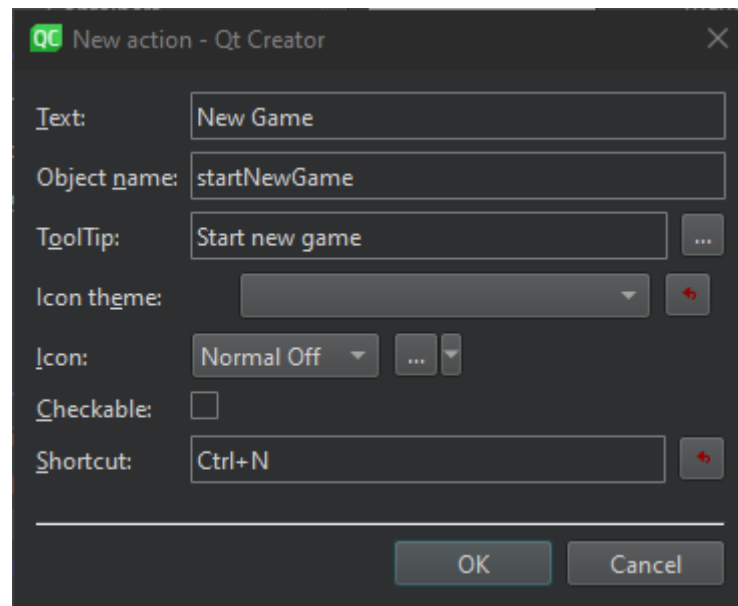 QC New action - Qt Creator
Text: New Game
Object name: startNewGame
ToolTip: Start new game ...
Icon theme:
Icon: Normal Off ...
Checkable:
Shortcut: Ctrl+N
OK Cancel